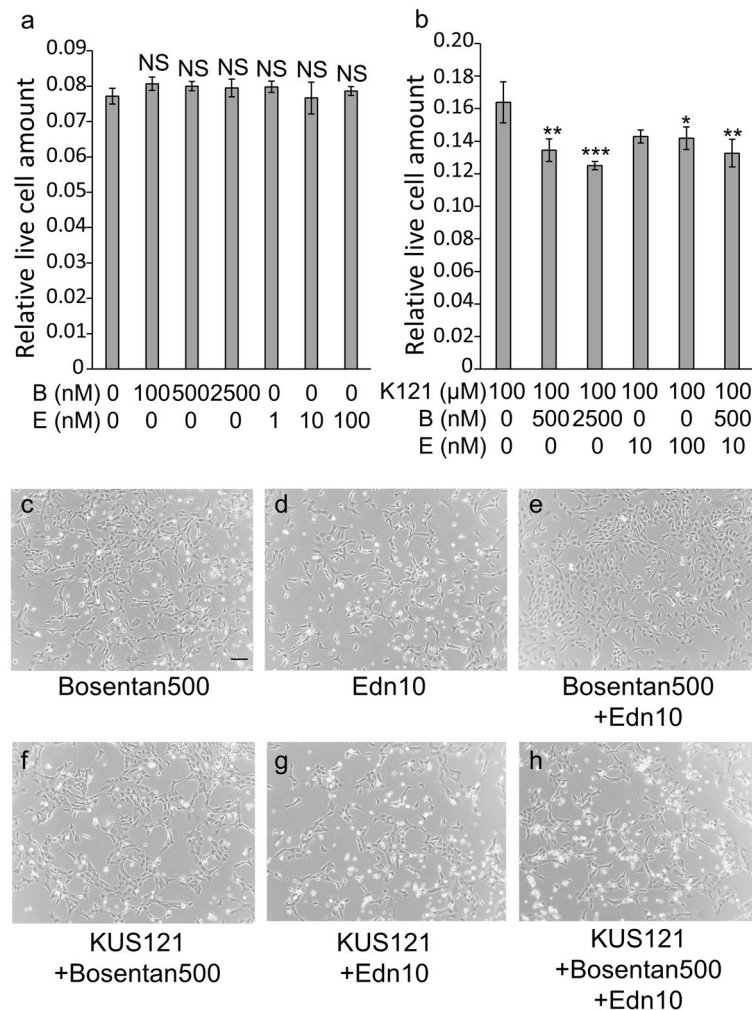 a
Relative live cell amount
0.09
0.08
0.07
0.06
0.05
0.04
0.03
0.02
0.01
0
NS NS NS NS NS NS
B (nM) 0 100 500 2500 0 0 0
E (nM) 0 0 0 0 1 10 100
b
Relative live cell amount
0.20
0.18
0.16
0.14
0.12
0.10
0.08
0.06
0.04
0.02
0.00
** *** * **
K121 (µM) 100 100 100 100 100 100
B (nM) 0 500 2500 0 0 500
E (nM) 0 0 0 10 100 10
c
Bosentan500
d
Edn10
e
Bosentan500
+Edn10
f
KUS121
+Bosentan500
g
KUS121
+Edn10
h
KUS121
+Bosentan500
+Edn10